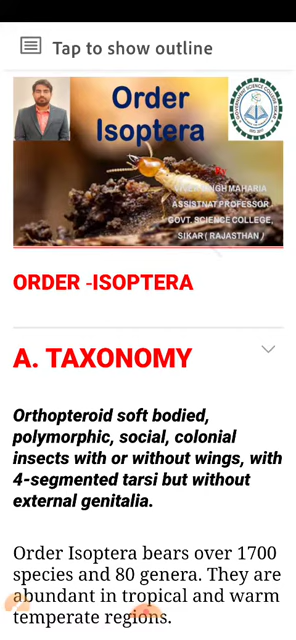 Tap to show outline
Order
Isoptera
SINGH MAHARIA
ASSISTNAT PROFESSOR
GOVT. SCIENCE COLLEGE,
SIKAR ( RAJASTHAN )
ORDER -ISOPTERA
A. TAXONOMY
Orthopteroid soft bodied,
polymorphic, social, colonial
insects with or without wings, with
4-segmented tarsi but without
external genitalia.
Order Isoptera bears over 1700
species and 80 genera. They are
abundant in tropical and warm
temperate regions.